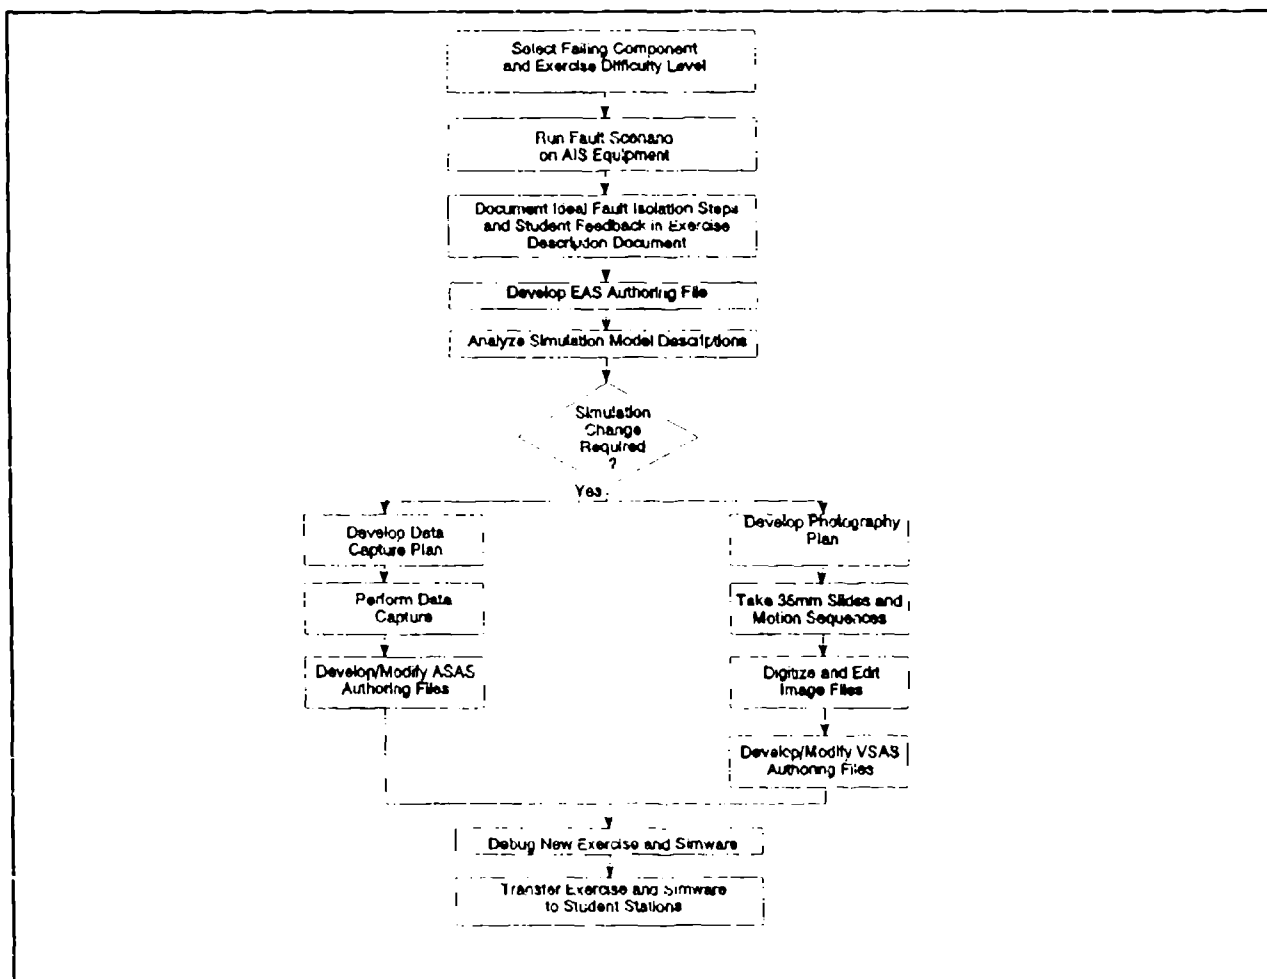 Select Failing Component
and Exercise Difficulty Level
Run Fault Scenario
on AIS Equipment
Document Ideal Fault Isolation Steps
and Student Feedback in Exercise
Description Document
Develop EAS Authoring File
Analyze Simulation Model Descriptions
Simulation
Change
Required
?
Yes
Develop Data
Capture Plan
Perform Data
Capture
Develop/Modify ASAS
Authoring Files
Develop Photography
Plan
Take 35mm Slides and
Motion Sequences
Digitize and Edit
Image Files
Develop/Modify VSAS
Authoring Files
Debug New Exercise and Simware
Transfer Exercise and Simware
to Student Stations